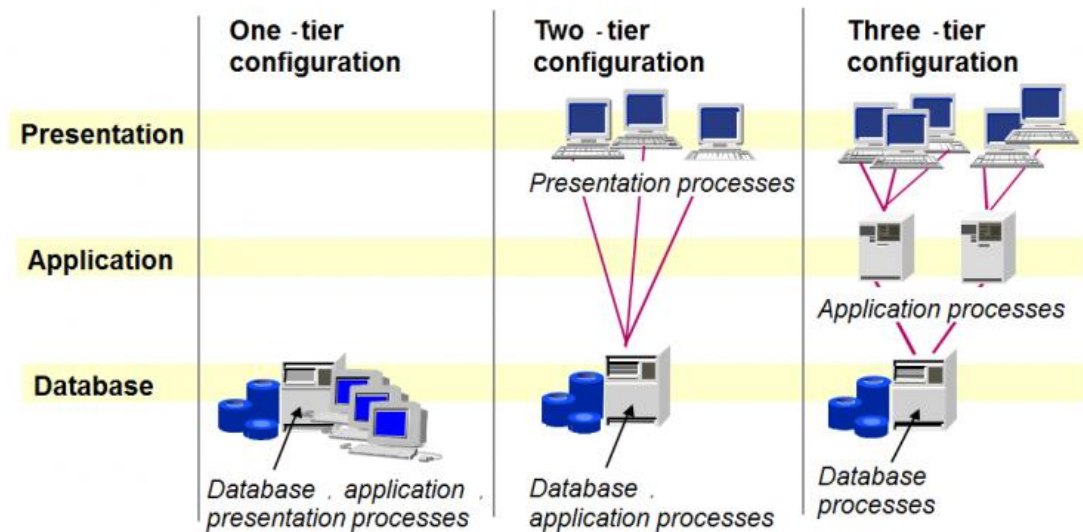 One - tier
configuration
Two - tier
configuration
Three - tier
configuration
Presentation
Presentation processes
Application
Application processes
Database
Database , application ,
presentation processes
Database ,
application processes
Database
processes